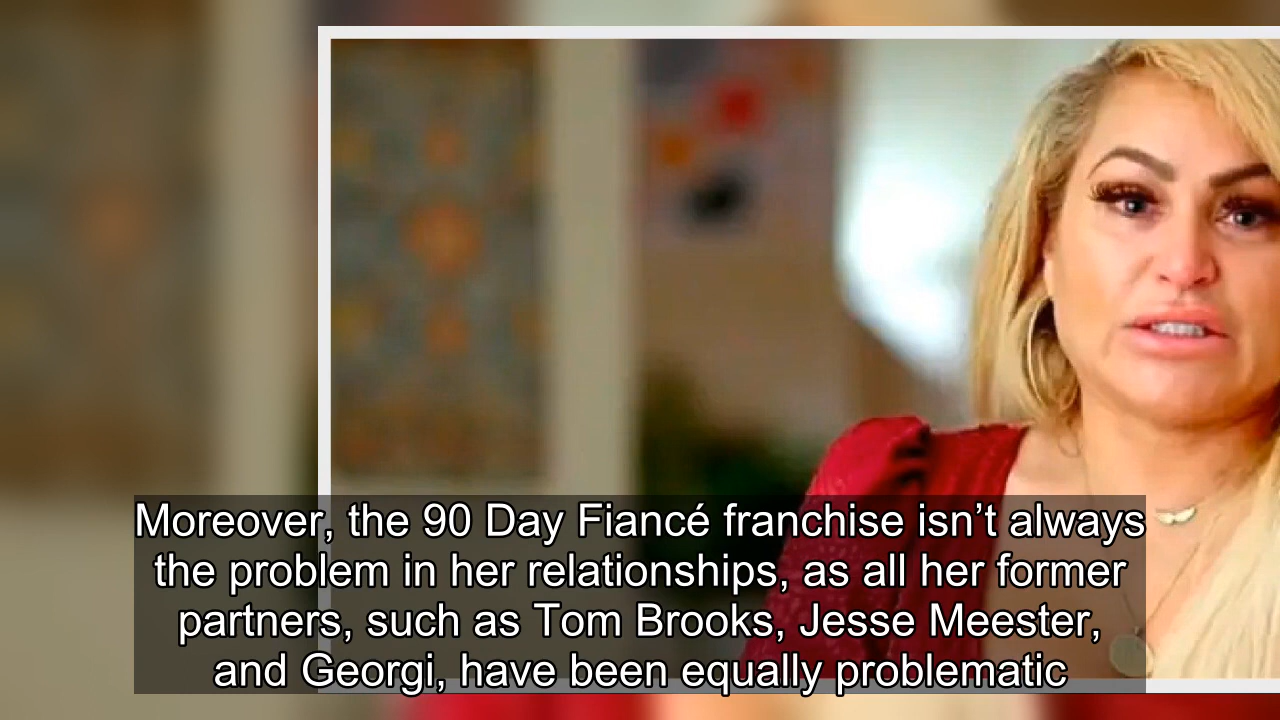 Moreover, the 90 Day Fiancé franchise isn’t always
the problem in her relationships, as all her former
partners, such as Tom Brooks, Jesse Meester,
and Georgi, have been equally problematic